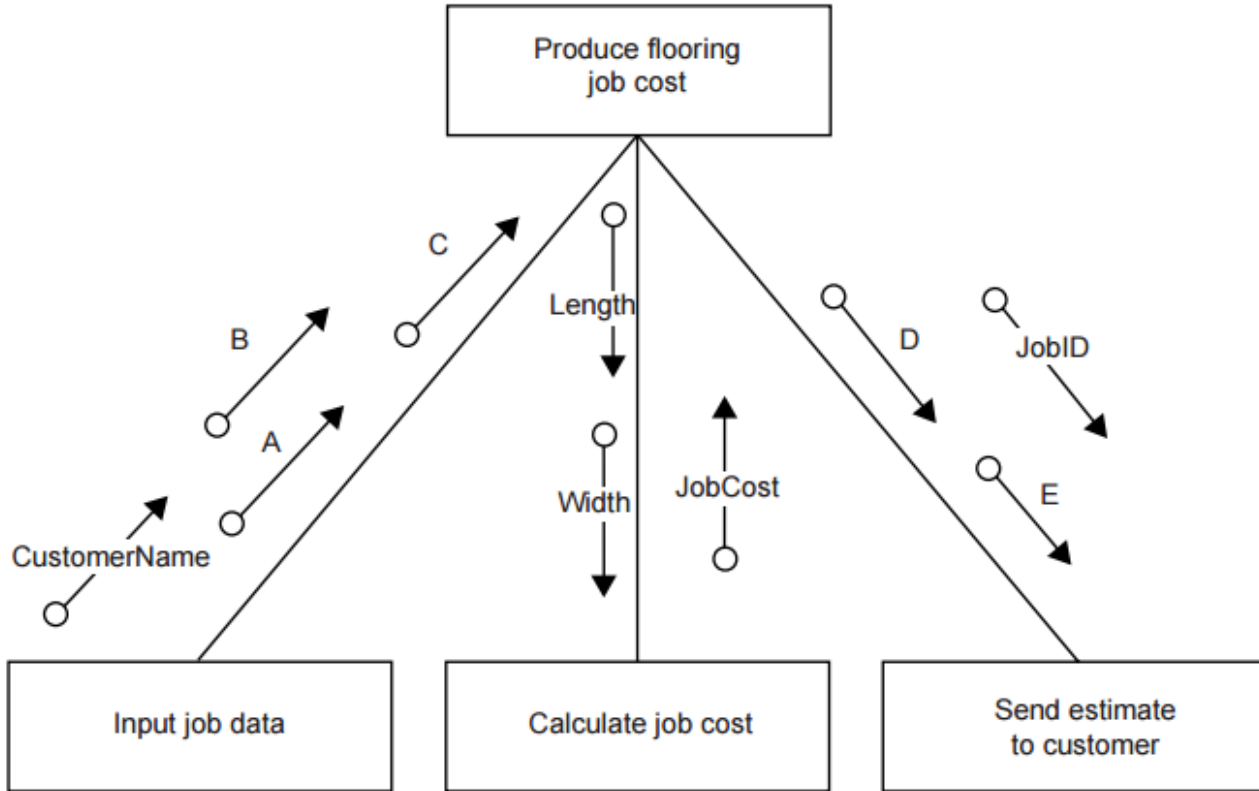 Produce flooring
job cost
C
Length
B
D
JobID
A
JobCost
Width
E
CustomerName
Input job data
Calculate job cost
Send estimate
to customer